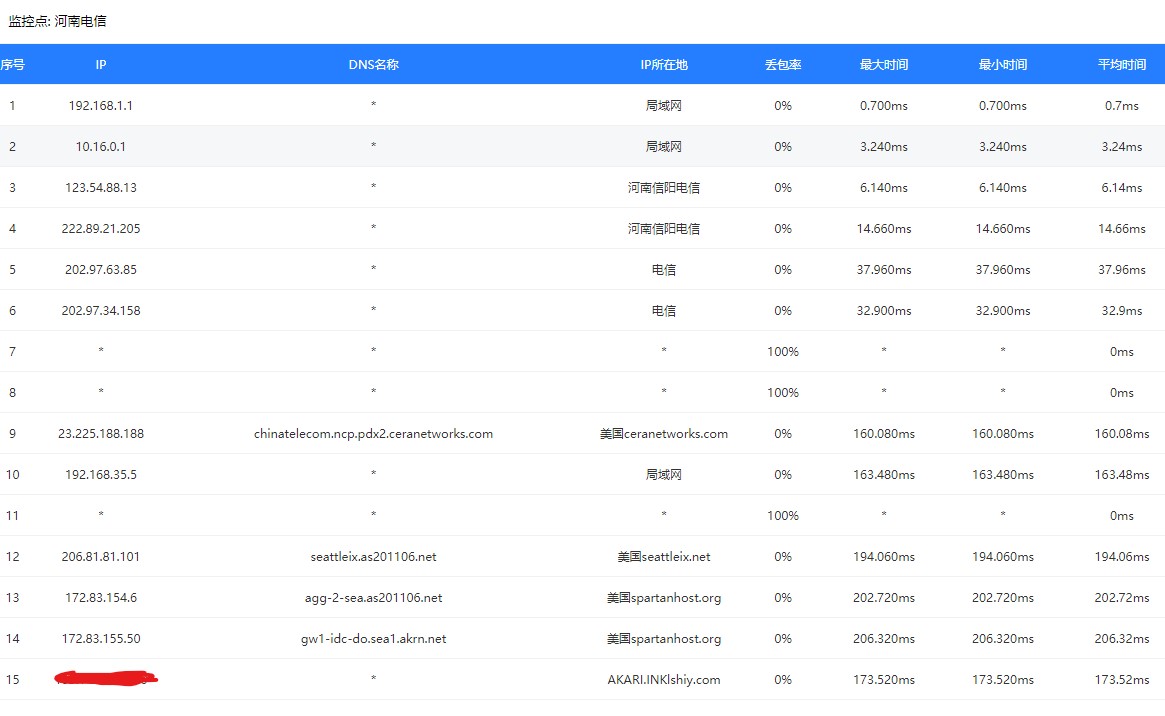 监控点: 河南电信
序号 IP DNS名称 IP所在地 丢包率 最大时间 最小时间 平均时间
1 192.168.1.1 * 局域网 0% 0.700ms 0.700ms 0.7ms
2 10.16.0.1 * 局域网 0% 3.240ms 3.240ms 3.24ms
3 123.54.88.13 * 河南信阳电信 0% 6.140ms 6.140ms 6.14ms
4 222.89.21.205 * 河南信阳电信 0% 14.660ms 14.660ms 14.66ms
5 202.97.63.85 * 电信 0% 37.960ms 37.960ms 37.96ms
6 202.97.34.158 * 电信 0% 32.900ms 32.900ms 32.9ms
7 * * * 100% * * 0ms
8 * * * 100% * * 0ms
9 23.225.188.188 chinatelecom.ncp.pdx2.ceranetworks.com 美国ceranetworks.com 0% 160.080ms 160.080ms 160.08ms
10 192.168.35.5 * 局域网 0% 163.480ms 163.480ms 163.48ms
11 * * * 100% * * 0ms
12 206.81.81.101 seattleix.as201106.net 美国seattleix.net 0% 194.060ms 194.060ms 194.06ms
13 172.83.154.6 agg-2-sea.as201106.net 美国spartanhost.org 0% 202.720ms 202.720ms 202.72ms
14 172.83.155.50 gw1-idc-do.sea1.akrn.net 美国spartanhost.org 0% 206.320ms 206.320ms 206.32ms
15 * AKARI.INKlshiy.com 0% 173.520ms 173.520ms 173.52ms